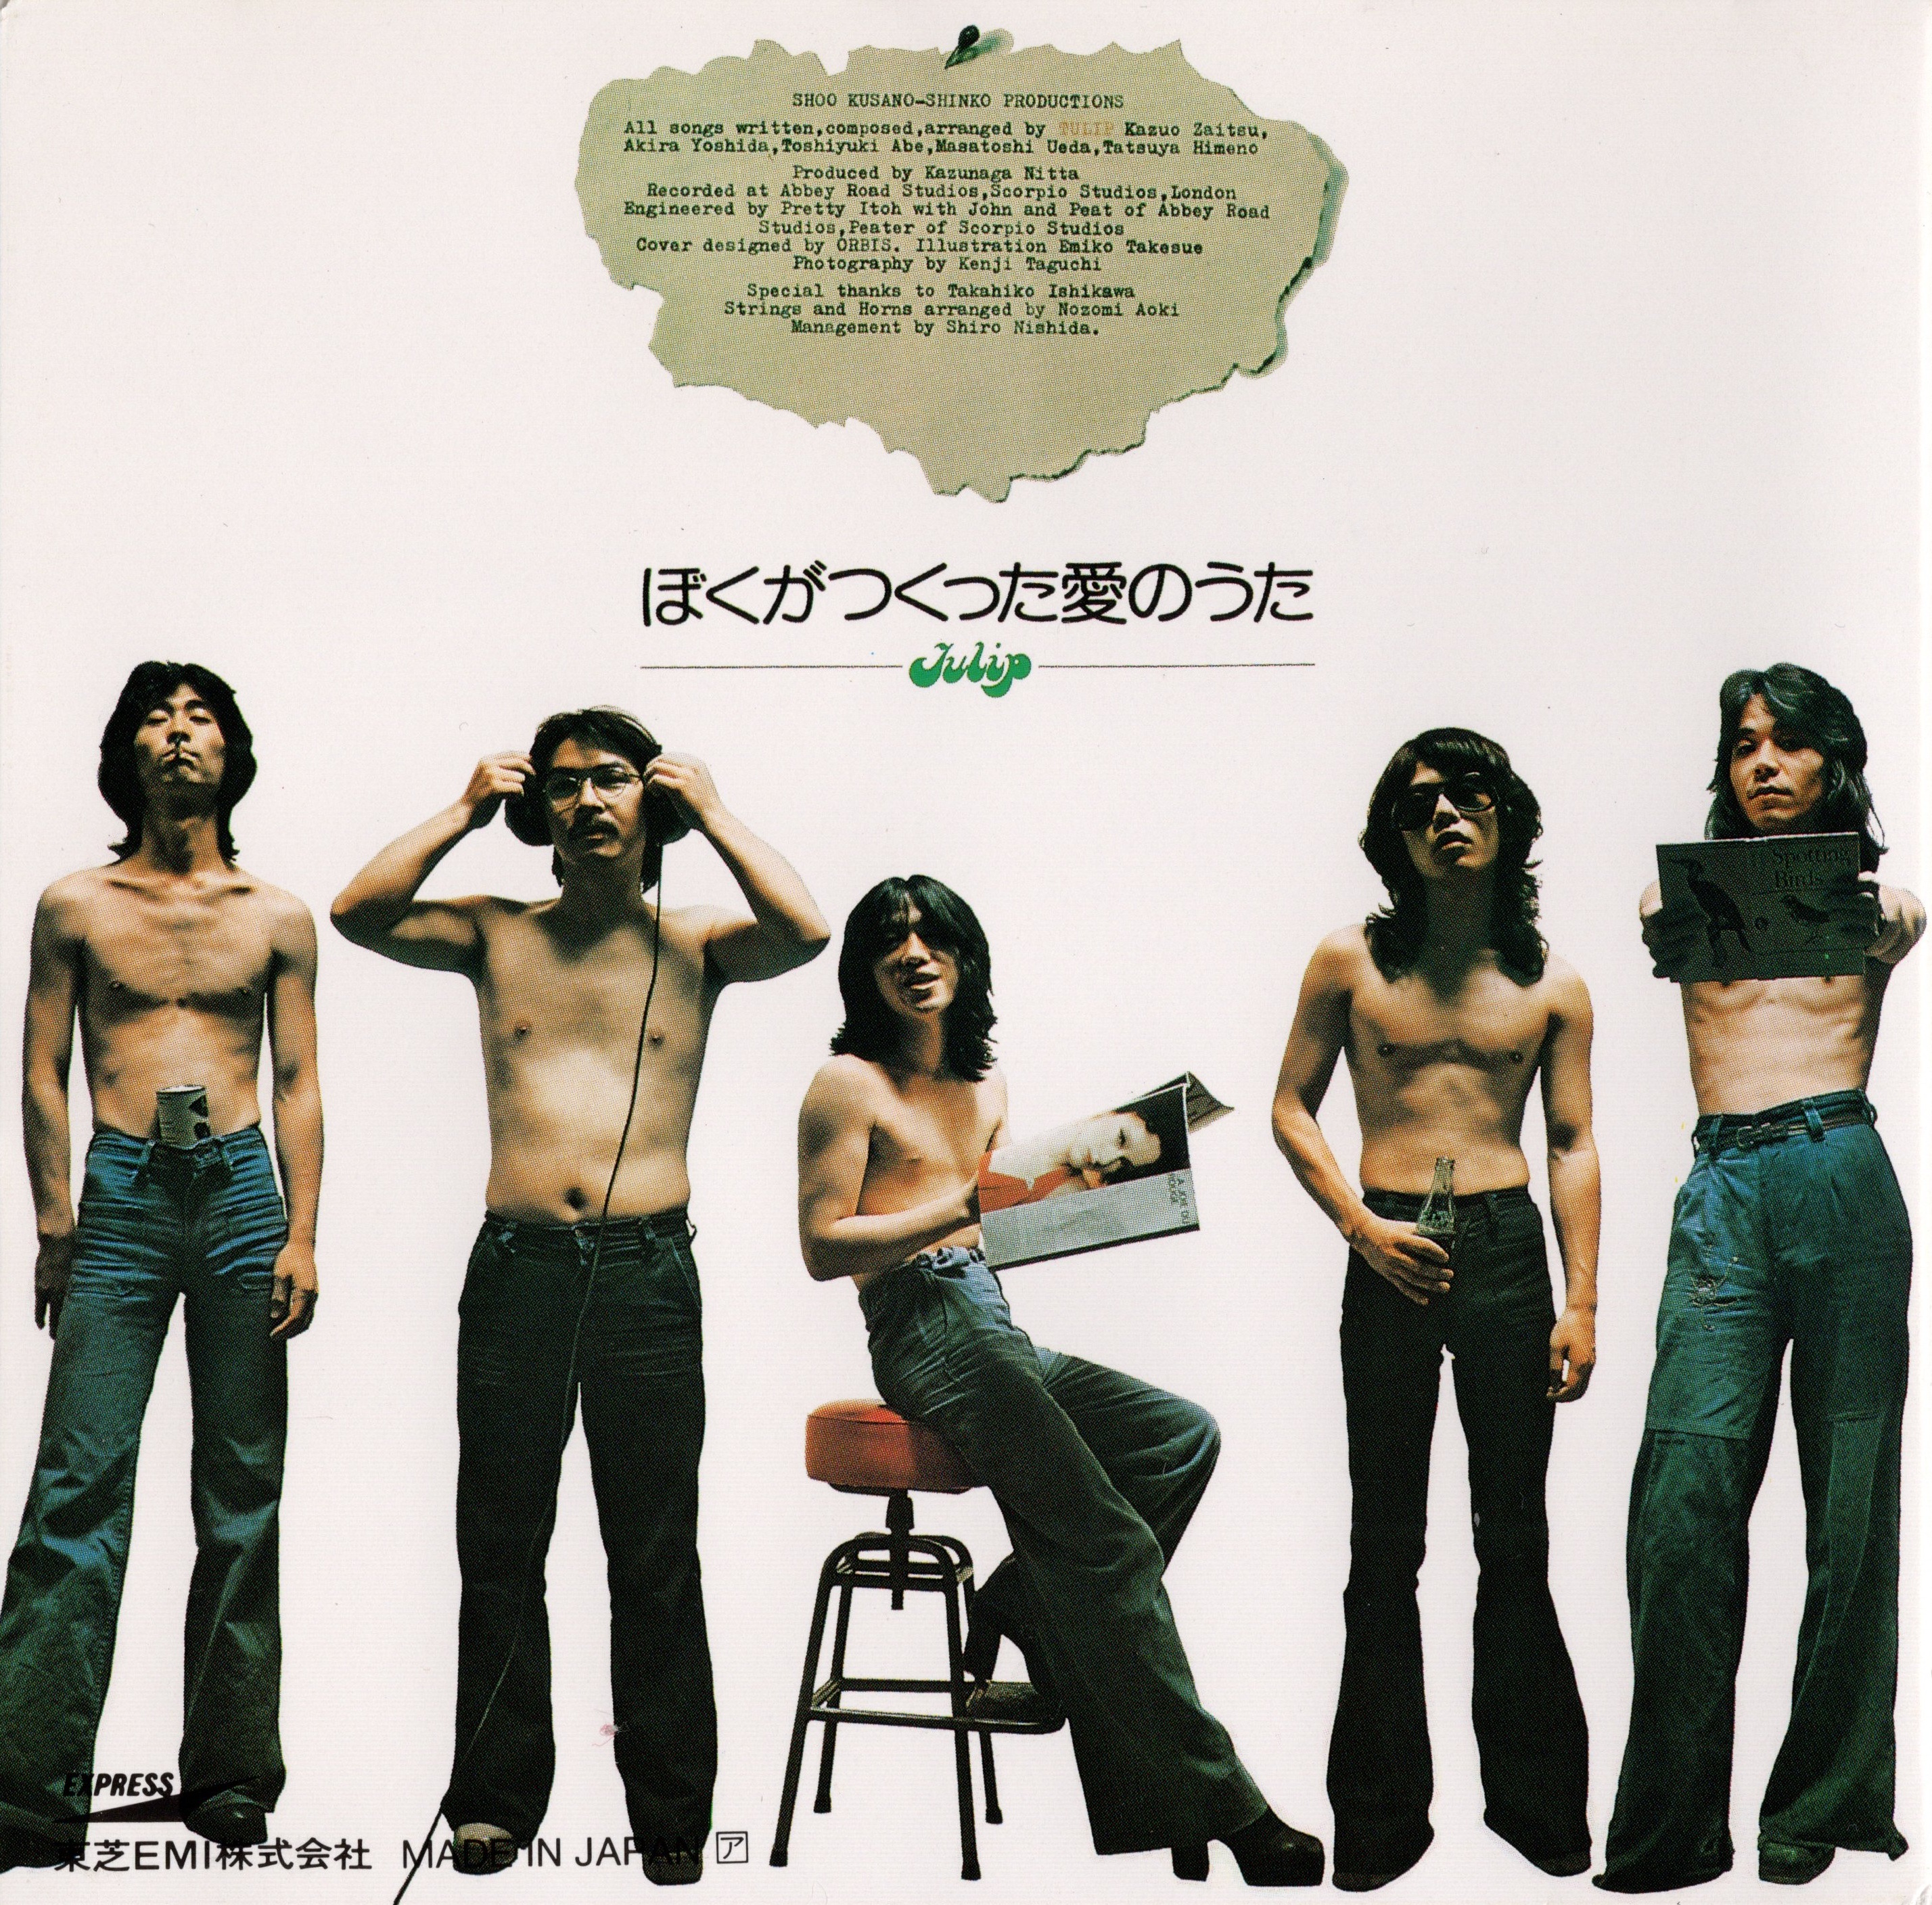 SHOO KUSANO-SHINKO PRODUCTIONS
All songs written,composed,arranged by TULIP Kazuo Zaitsu,
Akira Yoshida,Toshiyuki Abe,Masatoshi Ueda,Tatsuya Himeno
Produced by Kazunaga Nitta
Recorded at Abbey Road Studios,Scorpio Studios,London
Engineered by Pretty Itoh with John and Peat of Abbey Road
Studios,Peater of Scorpio Studios
Cover designed by ORBIS. Illustration Emiko Takesue
Photography by Kenji Taguchi
Special thanks to Takahiko Ishikawa
Strings and Horns arranged by Nozomi Aoki
Management by Shiro Nishida.
ぼくがつくった愛のうた
Tulip
Spotting
Birds
EXPRESS
東芝EMI株式会社 MADE IN JAPAN ア